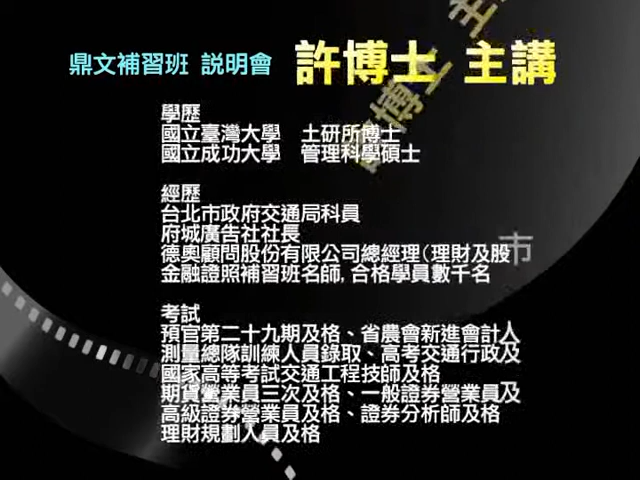 鼎文補習班 説明會 許博士 主講
學歷
國立臺灣大學 土研所博士
國立成功大學 管理科學碩士
經歷
台北市政府交通局科員
府城廣告社社長
德奧顧問股份有限公司總經理(理財及股市
金融證照補習班名師,合格學員數千名
考試
預官第二十九期及格、省農會新進會計人
測量總隊訓練人員錄取、高考交通行政及
國家高等考試交通工程技師及格
期貨營業員三次及格、一般證券營業員及
高級證券營業員及格、證券分析師及格
理財規劃人員及格